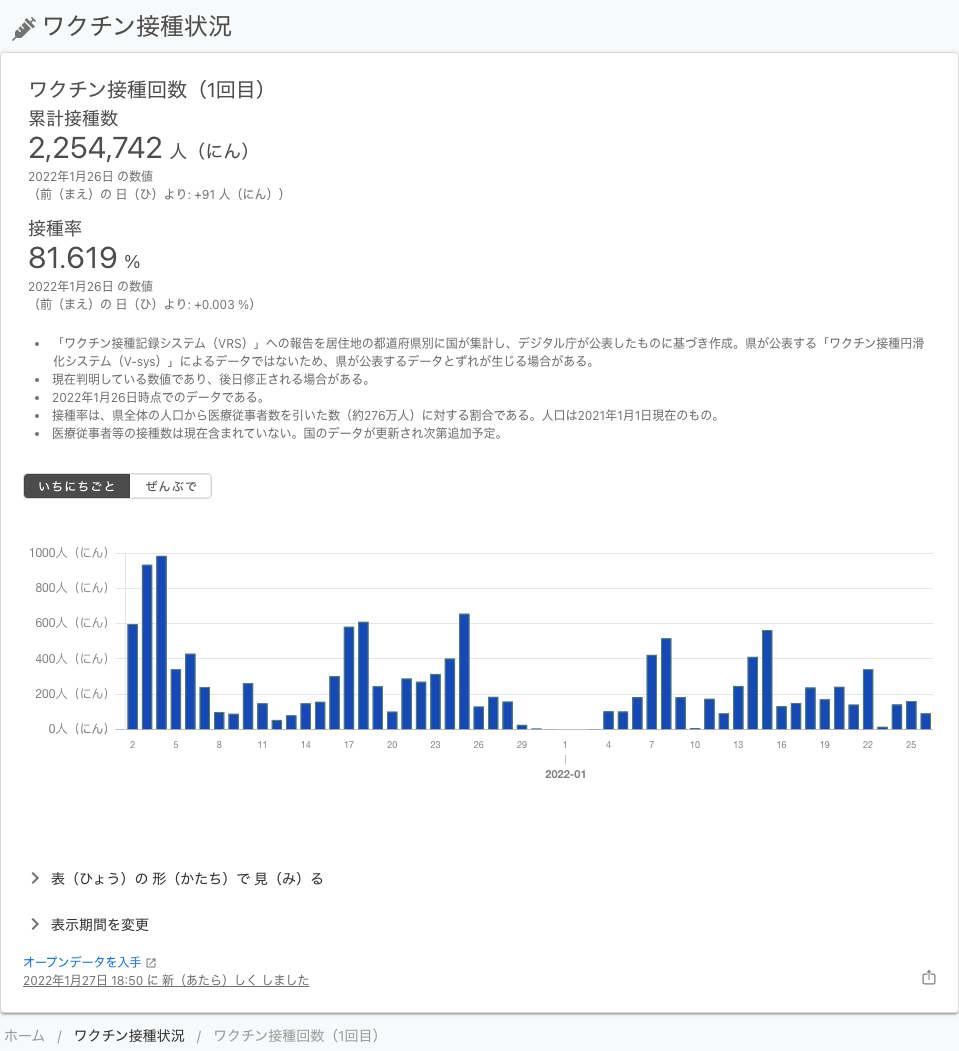 ワクチン接種状況
ワクチン接種回数（1回目）
累計接種数
2,254,742 人（にん）
2022年1月26日 の数値
（前（まえ）の 日（ひ）より: +91 人（にん））
接種率
81.619 %
2022年1月26日 の数値
（前（まえ）の 日（ひ）より: +0.003 %）
「ワクチン接種記録システム（VRS）」への報告を居住地の都道府県別に国が集計し、デジタル庁が公表したものに基づき作成。県が公表する「ワクチン接種円滑
化システム（V-sys）」によるデータではないため、県が公表するデータとずれが生じる場合がある。
現在判明している数値であり、後日修正される場合がある。
2022年1月26日時点でのデータである。
接種率は、県全体の人口から医療従事者数を引いた数（約276万人）に対する割合である。人口は2021年1月1日現在のもの。
医療従事者等の接種数は現在含まれていない。国のデータが更新され次第追加予定。
いちにちごと ぜんぶで
1000人（にん）
800人（にん）
600人（にん）
400人（にん）
200人（にん）
0人（にん）
2 5 8 11 14 17 20 23 26 29 1 4 7 10 13 16 19 22 25
2022-01
表（ひょう）の 形（かたち）で 見（み）る
表示期間を変更
オープンデータを入手
2022年1月27日 18:50 に 新（あたら）しく しました
ホーム / ワクチン接種状況 / ワクチン接種回数（1回目）